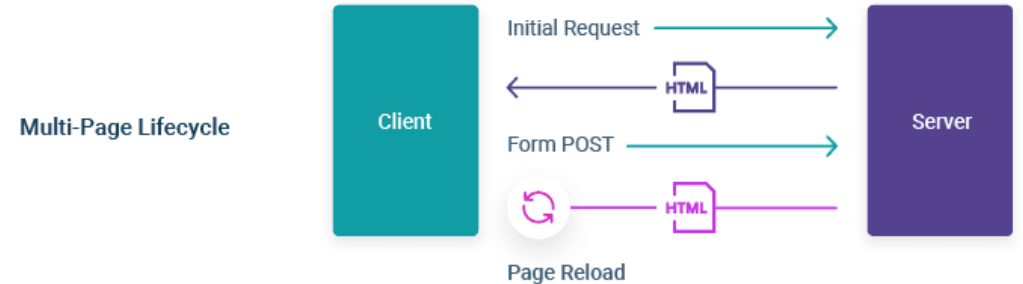 Multi-Page Lifecycle
Client
Initial Request
HTML
Form POST
HTML
Page Reload
Server